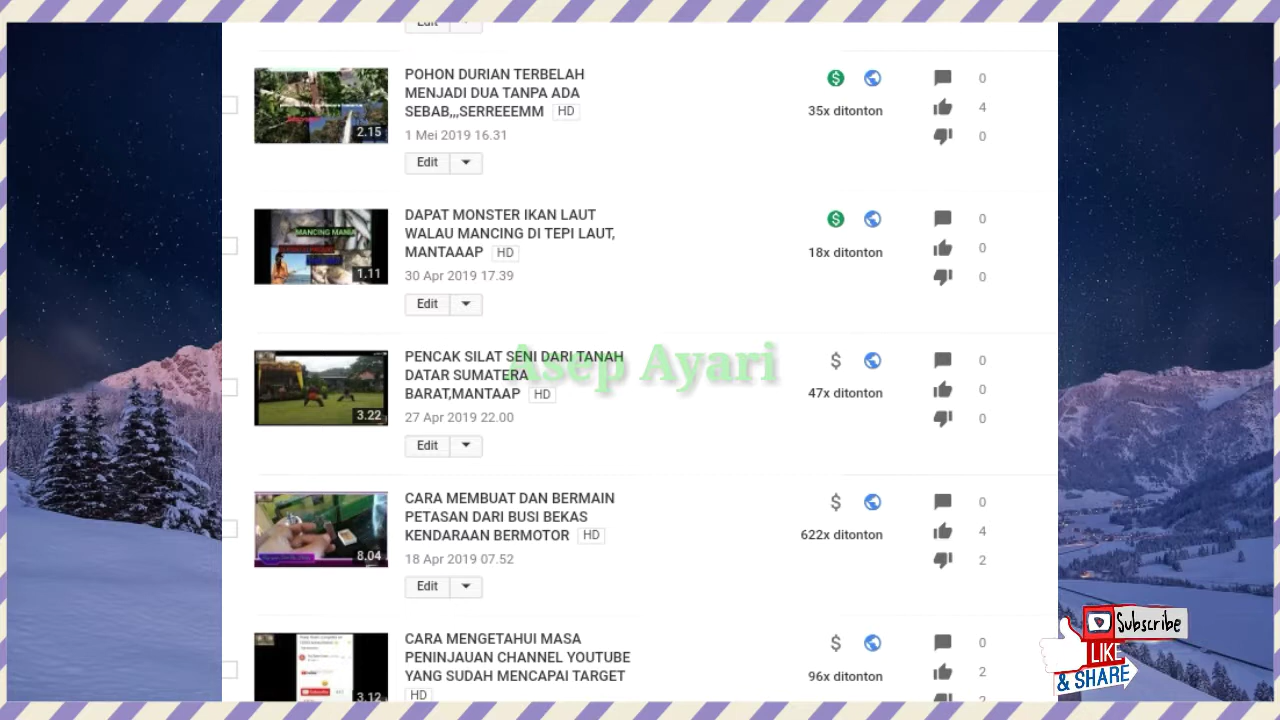 Edit
POHON DURIAN TERBELAH
MENJADI DUA TANPA ADA
SEBAB,,,SERREEEMM HD
1 Mei 2019 16.31
Edit
2.15
35x ditonton
0
4
0
DAPAT MONSTER IKAN LAUT
WALAU MANCING DI TEPI LAUT,
MANTAAAP HD
30 Apr 2019 17.39
Edit
MANCING MANIA
1.11
18x ditonton
0
0
0
PENCAK SILAT SENI DARI TANAH
DATAR SUMATERA
BARAT,MANTAAP HD
27 Apr 2019 22.00
Edit
Asep Ayari
3.22
47x ditonton
0
0
0
CARA MEMBUAT DAN BERMAIN
PETASAN DARI BUSI BEKAS
KENDARAAN BERMOTOR HD
18 Apr 2019 07.52
Edit
8.04
622x ditonton
0
4
2
CARA MENGETAHUI MASA
PENINJAUAN CHANNEL YOUTUBE
YANG SUDAH MENCAPAI TARGET
HD
3.12
96x ditonton
0
2
2
Subscribe
LIKE
& SHARE